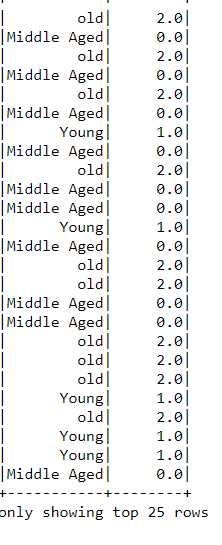 |        old|     2.0|
|Middle Aged|     0.0|
|        old|     2.0|
|Middle Aged|     0.0|
|        old|     2.0|
|Middle Aged|     0.0|
|      Young|     1.0|
|Middle Aged|     0.0|
|        old|     2.0|
|Middle Aged|     0.0|
|Middle Aged|     0.0|
|      Young|     1.0|
|Middle Aged|     0.0|
|        old|     2.0|
|        old|     2.0|
|Middle Aged|     0.0|
|Middle Aged|     0.0|
|        old|     2.0|
|        old|     2.0|
|        old|     2.0|
|      Young|     1.0|
|        old|     2.0|
|      Young|     1.0|
|      Young|     1.0|
|Middle Aged|     0.0|
+-----------+--------+
only showing top 25 rows